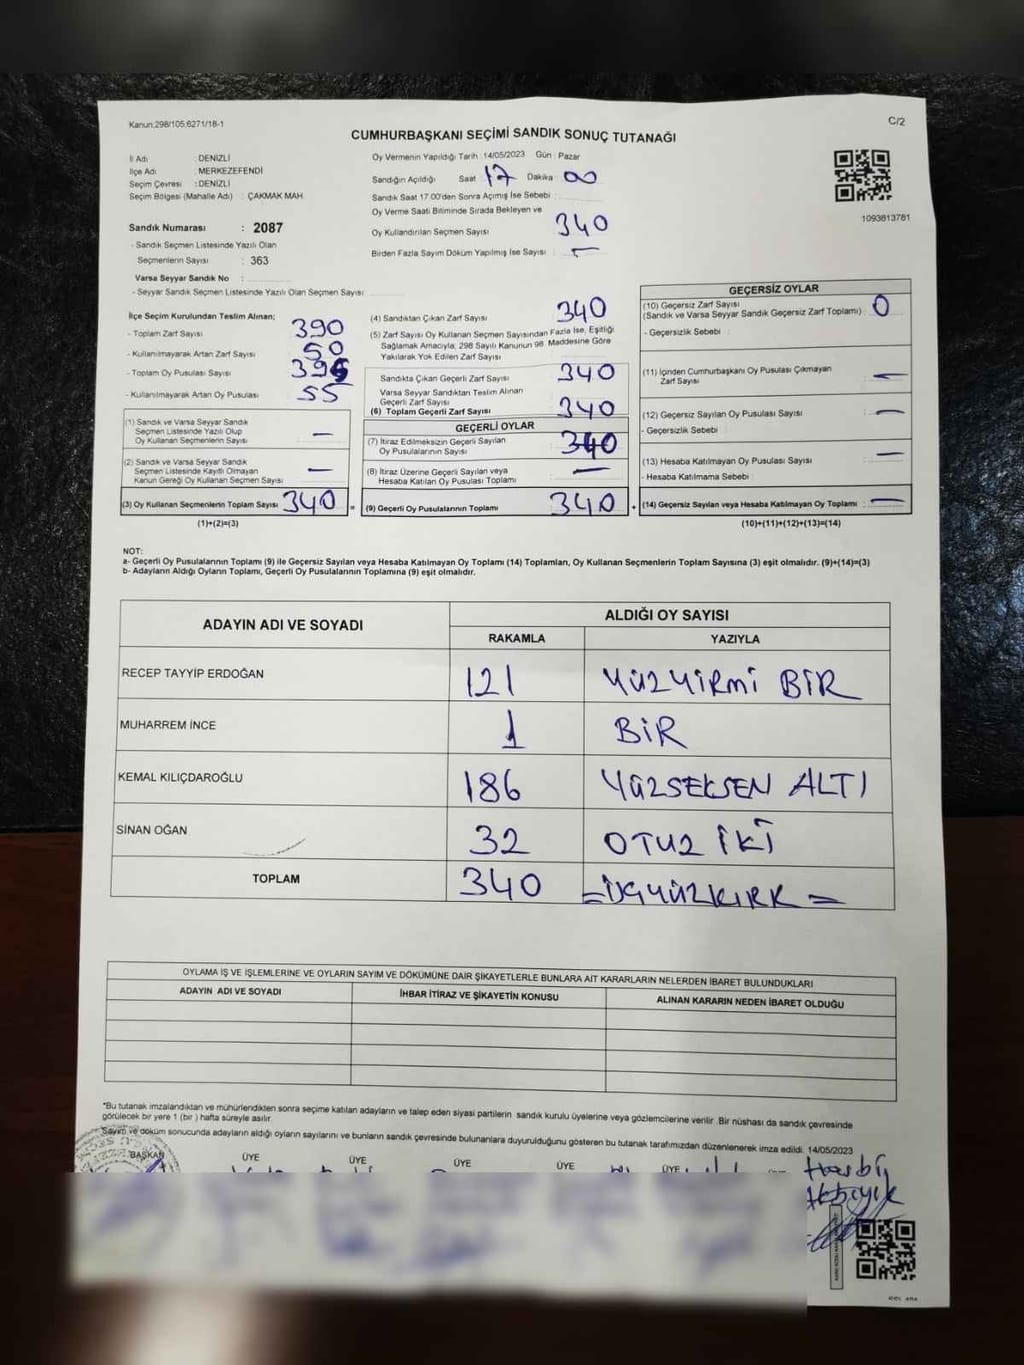 Kanun:298/105;6271/18-1
C/2
CUMHURBAŞKANI SEÇİMİ SANDIK SONUÇ TUTANAĞI
İl Adı : DENİZLİ
İlçe Adı : MERKEZEFENDİ
Seçim Çevresi : DENİZLİ
Seçim Bölgesi (Mahalle Adı) : ÇAKMAK MAH.
Sandık Numarası : 2087
- Sandık Seçmen Listesinde Yazılı Olan
Seçmenlerin Sayısı : 363
Varsa Seyyar Sandık No :
- Seyyar Sandık Seçmen Listesinde Yazılı Olan Seçmen Sayısı :
Oy Vermenin Yapıldığı Tarih :14/05/2023 Gün : Pazar
Sandığın Açıldığı Saat : 17 Dakika : 00
Sandık Saat 17:00'den Sonra Açılmış İse Sebebi :
Oy Verme Saati Bitiminde Sırada Bekleyen ve
Oy Kullandırılan Seçmen Sayısı : 340
Birden Fazla Sayım Döküm Yapılmış İse Sayısı : -
1093813781
İlçe Seçim Kurulundan Teslim Alınan;
- Toplam Zarf Sayısı : 390
- Kullanılmayarak Artan Zarf Sayısı : 50
- Toplam Oy Pusulası Sayısı : 395
- Kullanılmayarak Artan Oy Pusulası : 55
(1) Sandık ve Varsa Seyyar Sandık
Seçmen Listesinde Yazılı Olup
Oy Kullanan Seçmenlerin Sayısı : —
(2) Sandık ve Varsa Seyyar Sandık
Seçmen Listesinde Kayıtlı Olmayan
Kanun Gereği Oy Kullanan Seçmen Sayısı : —
(3) Oy Kullanan Seçmenlerin Toplam Sayısı : 340 =
(1)+(2)=(3)
(4) Sandıktan Çıkan Zarf Sayısı : 340
(5) Zarf Sayısı Oy Kullanan Seçmen Sayısından Fazla İse, Eşitliği
Sağlamak Amacıyla; 298 Sayılı Kanunun 98. Maddesine Göre
Yakılarak Yok Edilen Zarf Sayısı :
Sandıkta Çıkan Geçerli Zarf Sayısı : 340
Varsa Seyyar Sandıktan Teslim Alınan
Geçerli Zarf Sayısı :
(6) Toplam Geçerli Zarf Sayısı : 340
GEÇERLİ OYLAR
(7) İtiraz Edilmeksizin Geçerli Sayılan
Oy Pusulalarının Sayısı : 340
(8) İtiraz Üzerine Geçerli Sayılan veya
Hesaba Katılan Oy Pusulası Toplamı : —
(9) Geçerli Oy Pusulalarının Toplamı : 340 +
GEÇERSİZ OYLAR
(10) Geçersiz Zarf Sayısı
(Sandık ve Varsa Seyyar Sandık Geçersiz Zarf Toplamı) : 0
- Geçersizlik Sebebi :
(11) İçinden Cumhurbaşkanı Oy Pusulası Çıkmayan
Zarf Sayısı : —
(12) Geçersiz Sayılan Oy Pusulası Sayısı : —
- Geçersizlik Sebebi :
(13) Hesaba Katılmayan Oy Pusulası Sayısı : —
- Hesaba Katılmama Sebebi :
(14) Geçersiz Sayılan veya Hesaba Katılmayan Oy Toplamı : —
(10)+(11)+(12)+(13)=(14)
NOT:
a- Geçerli Oy Pusulalarının Toplamı (9) ile Geçersiz Sayılan veya Hesaba Katılmayan Oy Toplamı (14) Toplamları, Oy Kullanan Seçmenlerin Toplam Sayısına (3) eşit olmalıdır. (9)+(14)=(3)
b- Adayların Aldığı Oyların Toplamı, Geçerli Oy Pusulalarının Toplamına (9) eşit olmalıdır.
ADAYIN ADI VE SOYADI
ALDIĞI OY SAYISI
RAKAMLA YAZIYLA
RECEP TAYYİP ERDOĞAN 121 YÜZYİRMİ BİR
MUHARREM İNCE 1 BİR
KEMAL KILIÇDAROĞLU 186 YÜZSEKSEN ALTI
SİNAN OĞAN 32 OTUZ İKİ
TOPLAM 340 =ÜÇYÜZKIRK=
OYLAMA İŞ VE İŞLEMLERİNE VE OYLARIN SAYIM VE DÖKÜMÜNE DAİR ŞİKAYETLERLE BUNLARA AİT KARARLARIN NELERDEN İBARET BULUNDUKLARI
ADAYIN ADI VE SOYADI İHBAR İTİRAZ VE ŞİKAYETİN KONUSU ALINAN KARARIN NEDEN İBARET OLDUĞU
*Bu tutanak imzalandıktan ve mühürlendikten sonra seçime katılan adayların ve talep eden siyasi partilerin sandık kurulu üyelerine veya gözlemcilerine verilir. Bir nüshası da sandık çevresinde
görülecek bir yere 1 (bir) hafta süreyle asılır.
Sayım ve döküm sonucunda adayların aldığı oyların sayılarını ve bunların sandık çevresinde bulunanlara duyurulduğunu gösteren bu tutanak tarafımızdan düzenlenerek imza edildi. 14/05/2023
BAŞKAN ÜYE ÜYE ÜYE ÜYE ÜYE